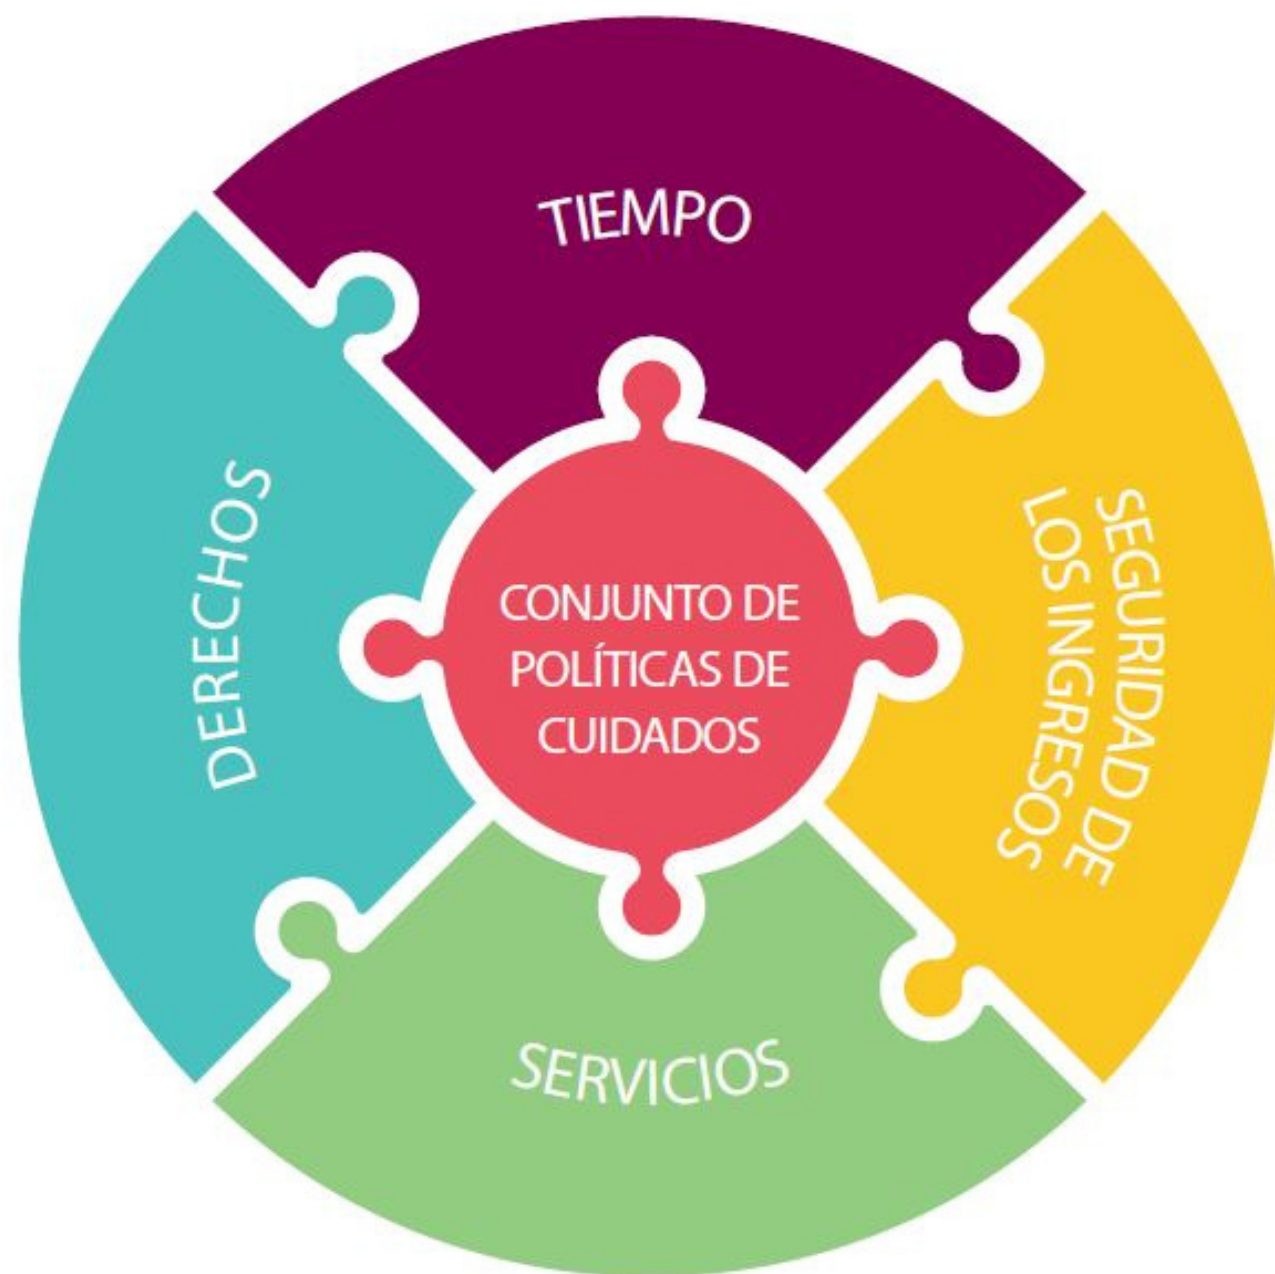 TIEMPO
SEGURIDAD DE
LOS INGRESOS
DERECHOS
CONJUNTO DE
POLÍTICAS DE
CUIDADOS
SERVICIOS